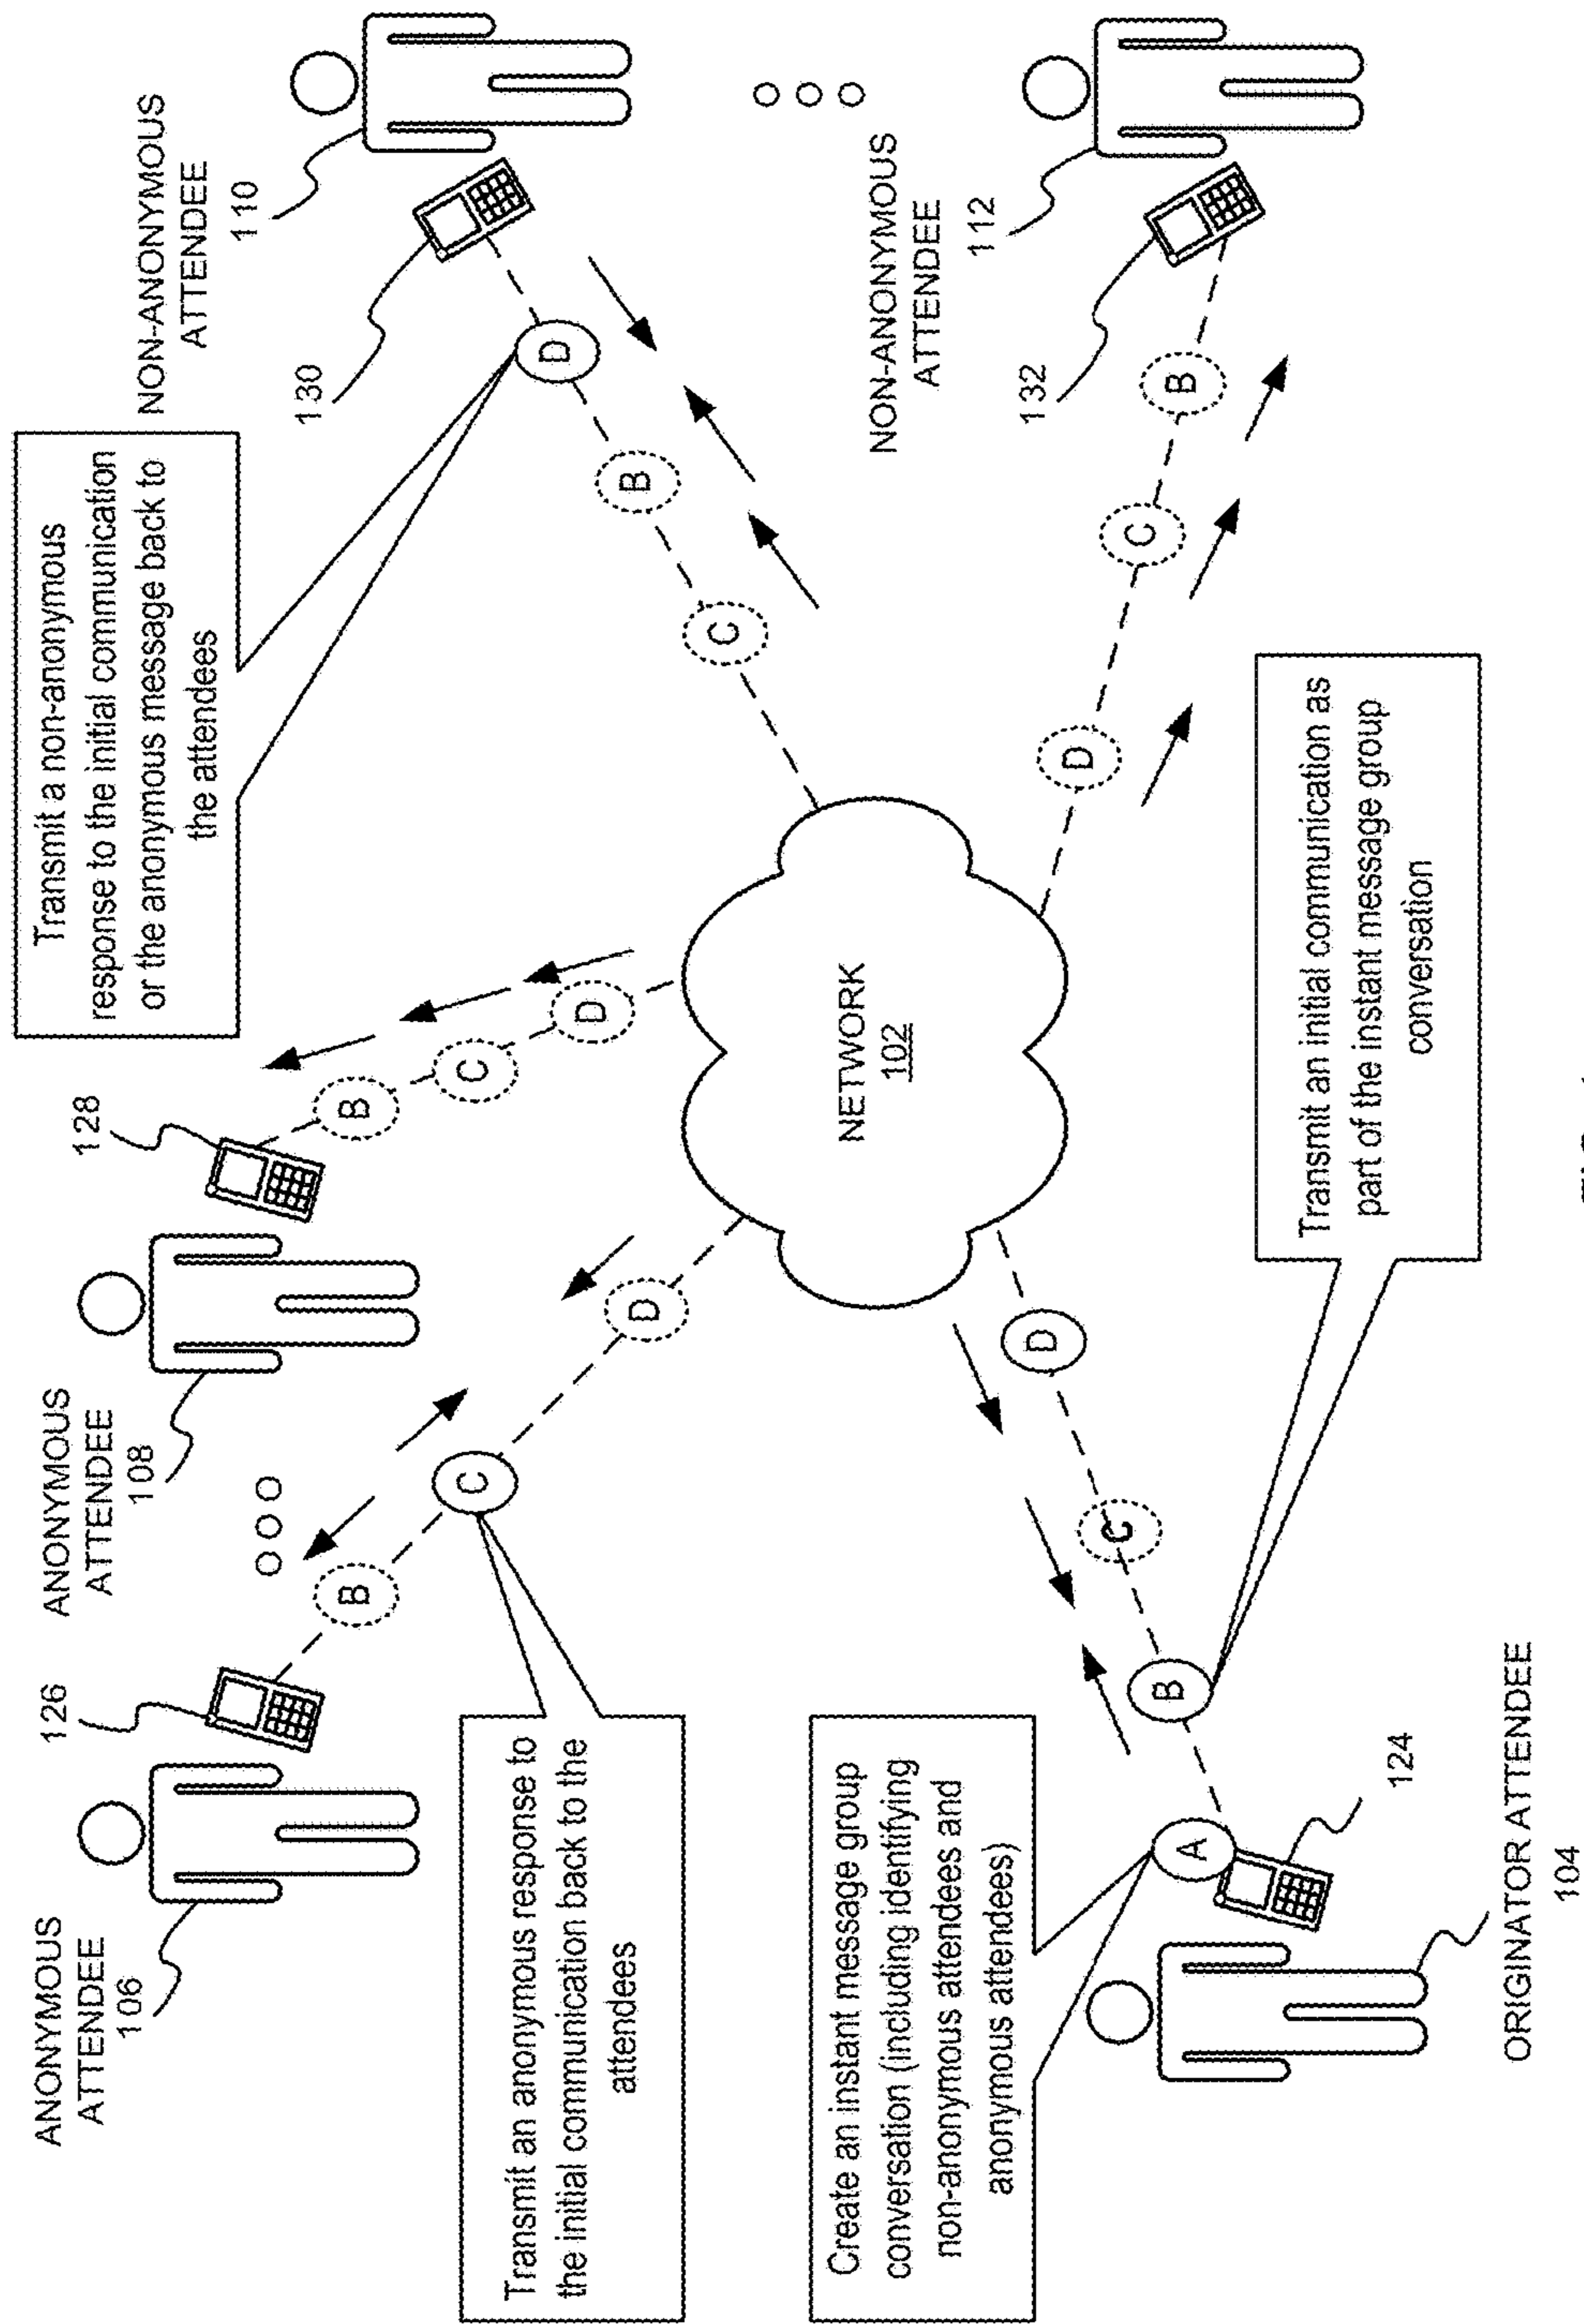 ANONYMOUS
ATTENDEE
106
126
ANONYMOUS
ATTENDEE
108
128
Transmit a non-anonymous
response to the initial communication
or the anonymous message back to
the attendees
NON-ANONYMOUS
ATTENDEE
110
130
B
C
D
B
C
D
D
B
C
Transmit an anonymous response to
the initial communication back to the
attendees
NETWORK
102
NON-ANONYMOUS
ATTENDEE
112
132
Create an instant message group
conversation (including identifying
non-anonymous attendees and
anonymous attendees)
A
B
C
D
D
C
B
124
ORIGINATOR ATTENDEE
104
Transmit an initial communication as
part of the instant message group
conversation